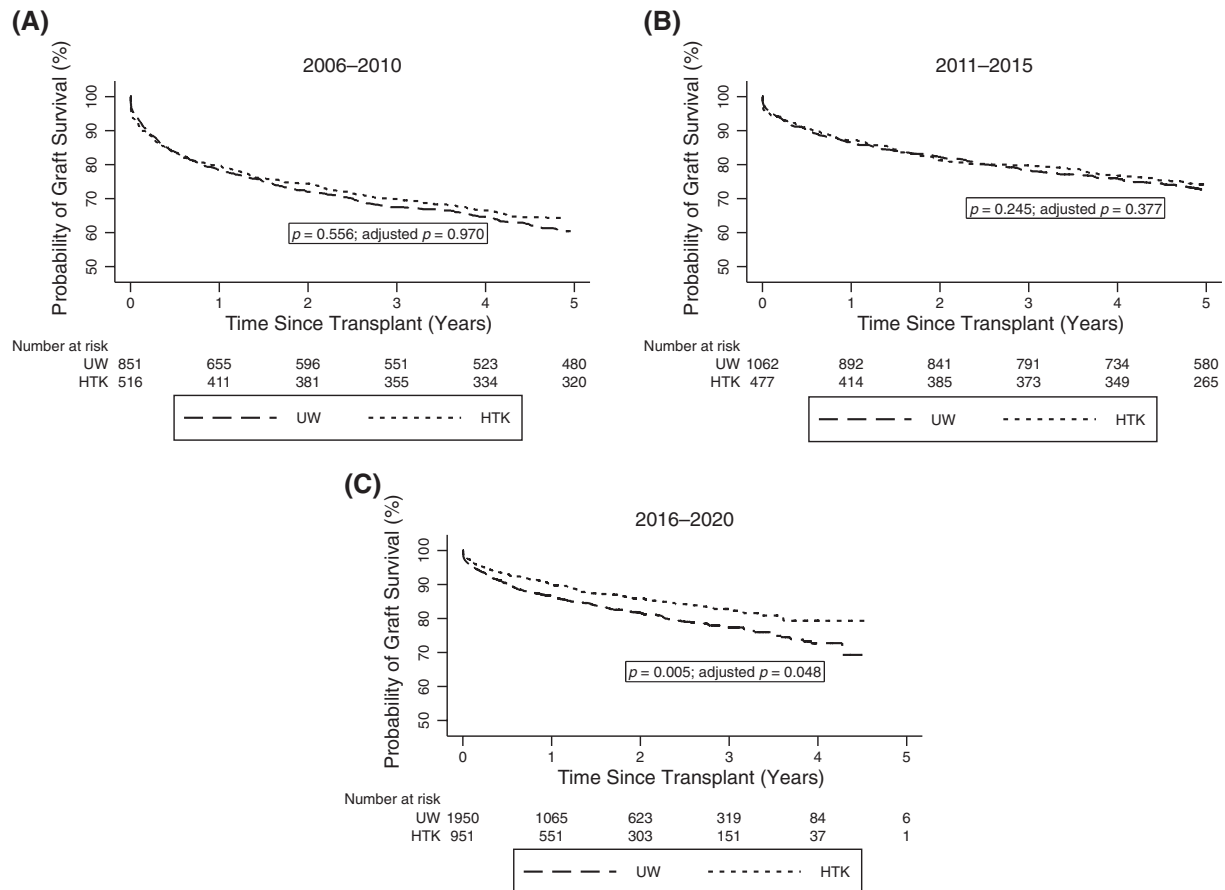 (A)
2006–2010
Probability of Graft Survival (%)
100
90
80
70
60
50
p = 0.556; adjusted p = 0.970
0 1 2 3 4 5
Time Since Transplant (Years)
Number at risk
UW 851 655 596 551 523 480
HTK 516 411 381 355 334 320
UW HTK
(B)
2011–2015
Probability of Graft Survival (%)
100
90
80
70
60
50
p = 0.245; adjusted p = 0.377
0 1 2 3 4 5
Time Since Transplant (Years)
Number at risk
UW 1062 892 841 791 734 580
HTK 477 414 385 373 349 265
UW HTK
(C)
2016–2020
Probability of Graft Survival (%)
100
90
80
70
60
50
p = 0.005; adjusted p = 0.048
0 1 2 3 4 5
Time Since Transplant (Years)
Number at risk
UW 1950 1065 623 319 84 6
HTK 951 551 303 151 37 1
UW HTK